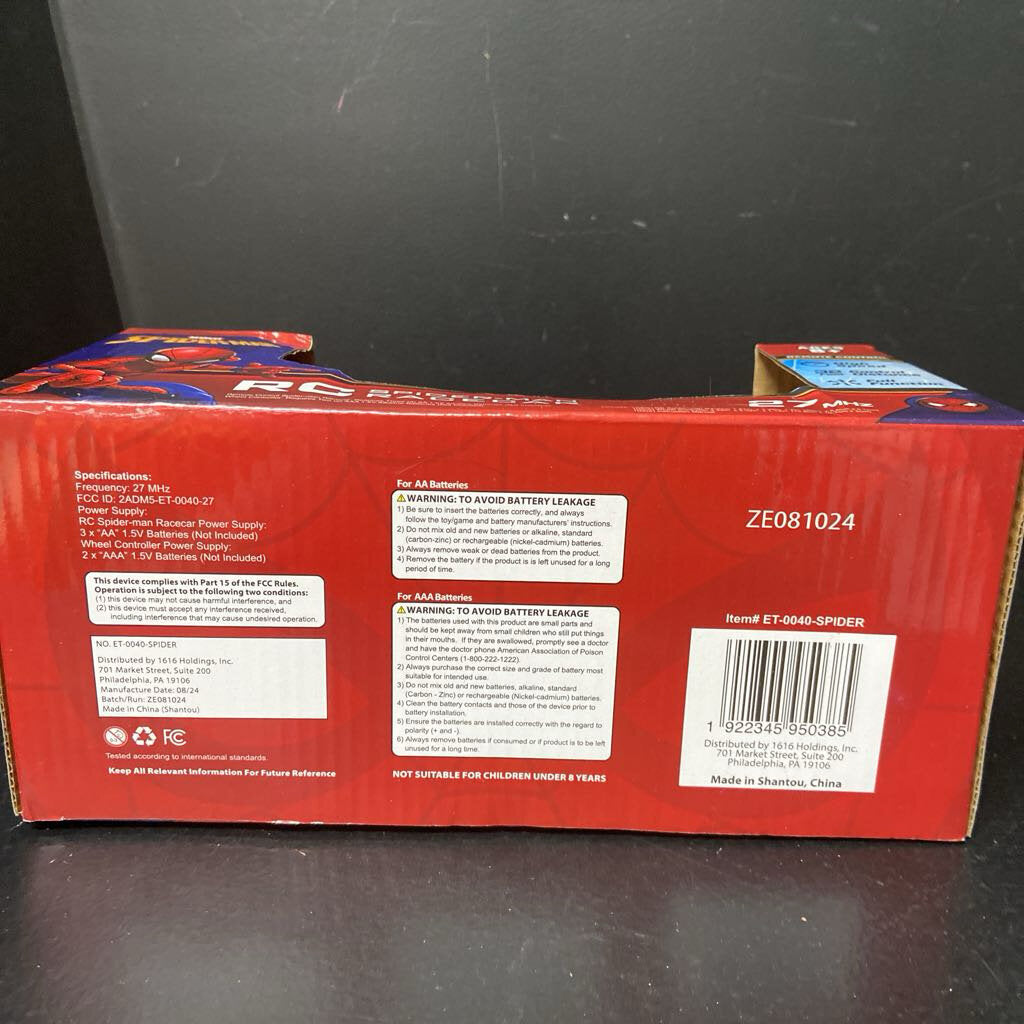 SPIDER-MAN
RC
27 MHz
AGES
8+
REMOTE CONTROL
Full
Function
Specifications:
Frequency: 27 MHz
FCC ID: 2ADM5-ET-0040-27
Power Supply:
RC Spider-man Racecar Power Supply:
3 x "AA" 1.5V Batteries (Not Included)
Wheel Controller Power Supply:
2 x "AAA" 1.5V Batteries (Not Included)
This device complies with Part 15 of the FCC Rules.
Operation is subject to the following two conditions:
(1) this device may not cause harmful interference, and
(2) this device must accept any interference received,
including interference that may cause undesired operation.
NO. ET-0040-SPIDER
Distributed by 1616 Holdings, Inc.
701 Market Street, Suite 200
Philadelphia, PA 19106
Manufacture Date: 08/24
Batch/Run: ZE081024
Made in China (Shantou)
FC
Tested according to international standards.
Keep All Relevant Information For Future Reference
For AA Batteries
WARNING: TO AVOID BATTERY LEAKAGE
1) Be sure to insert the batteries correctly, and always
follow the toy/game and battery manufacturers' instructions.
2) Do not mix old and new batteries or alkaline, standard
(carbon-zinc) or rechargeable (nickel-cadmium) batteries.
3) Always remove weak or dead batteries from the product.
4) Remove the battery if the product is is left unused for a long
period of time.
For AAA Batteries
WARNING: TO AVOID BATTERY LEAKAGE
1) The batteries used with this product are small parts and
should be kept away from small children who still put things
in their mouths. If they are swallowed, promptly see a doctor
and have the doctor phone American Association of Poison
Control Centers (1-800-222-1222).
2) Always purchase the correct size and grade of battery most
suitable for intended use.
3) Do not mix old and new batteries, alkaline, standard
(Carbon - Zinc) or rechargeable (Nickel-cadmium) batteries.
4) Clean the battery contacts and those of the device prior to
battery installation.
5) Ensure the batteries are installed correctly with the regard to
polarity (+ and -).
6) Always remove batteries if consumed or if product is to be left
unused for a long time.
NOT SUITABLE FOR CHILDREN UNDER 8 YEARS
ZE081024
Item# ET-0040-SPIDER
1 922345 950385
Distributed by 1616 Holdings, Inc.
701 Market Street, Suite 200
Philadelphia, PA 19106
Made in Shantou, China